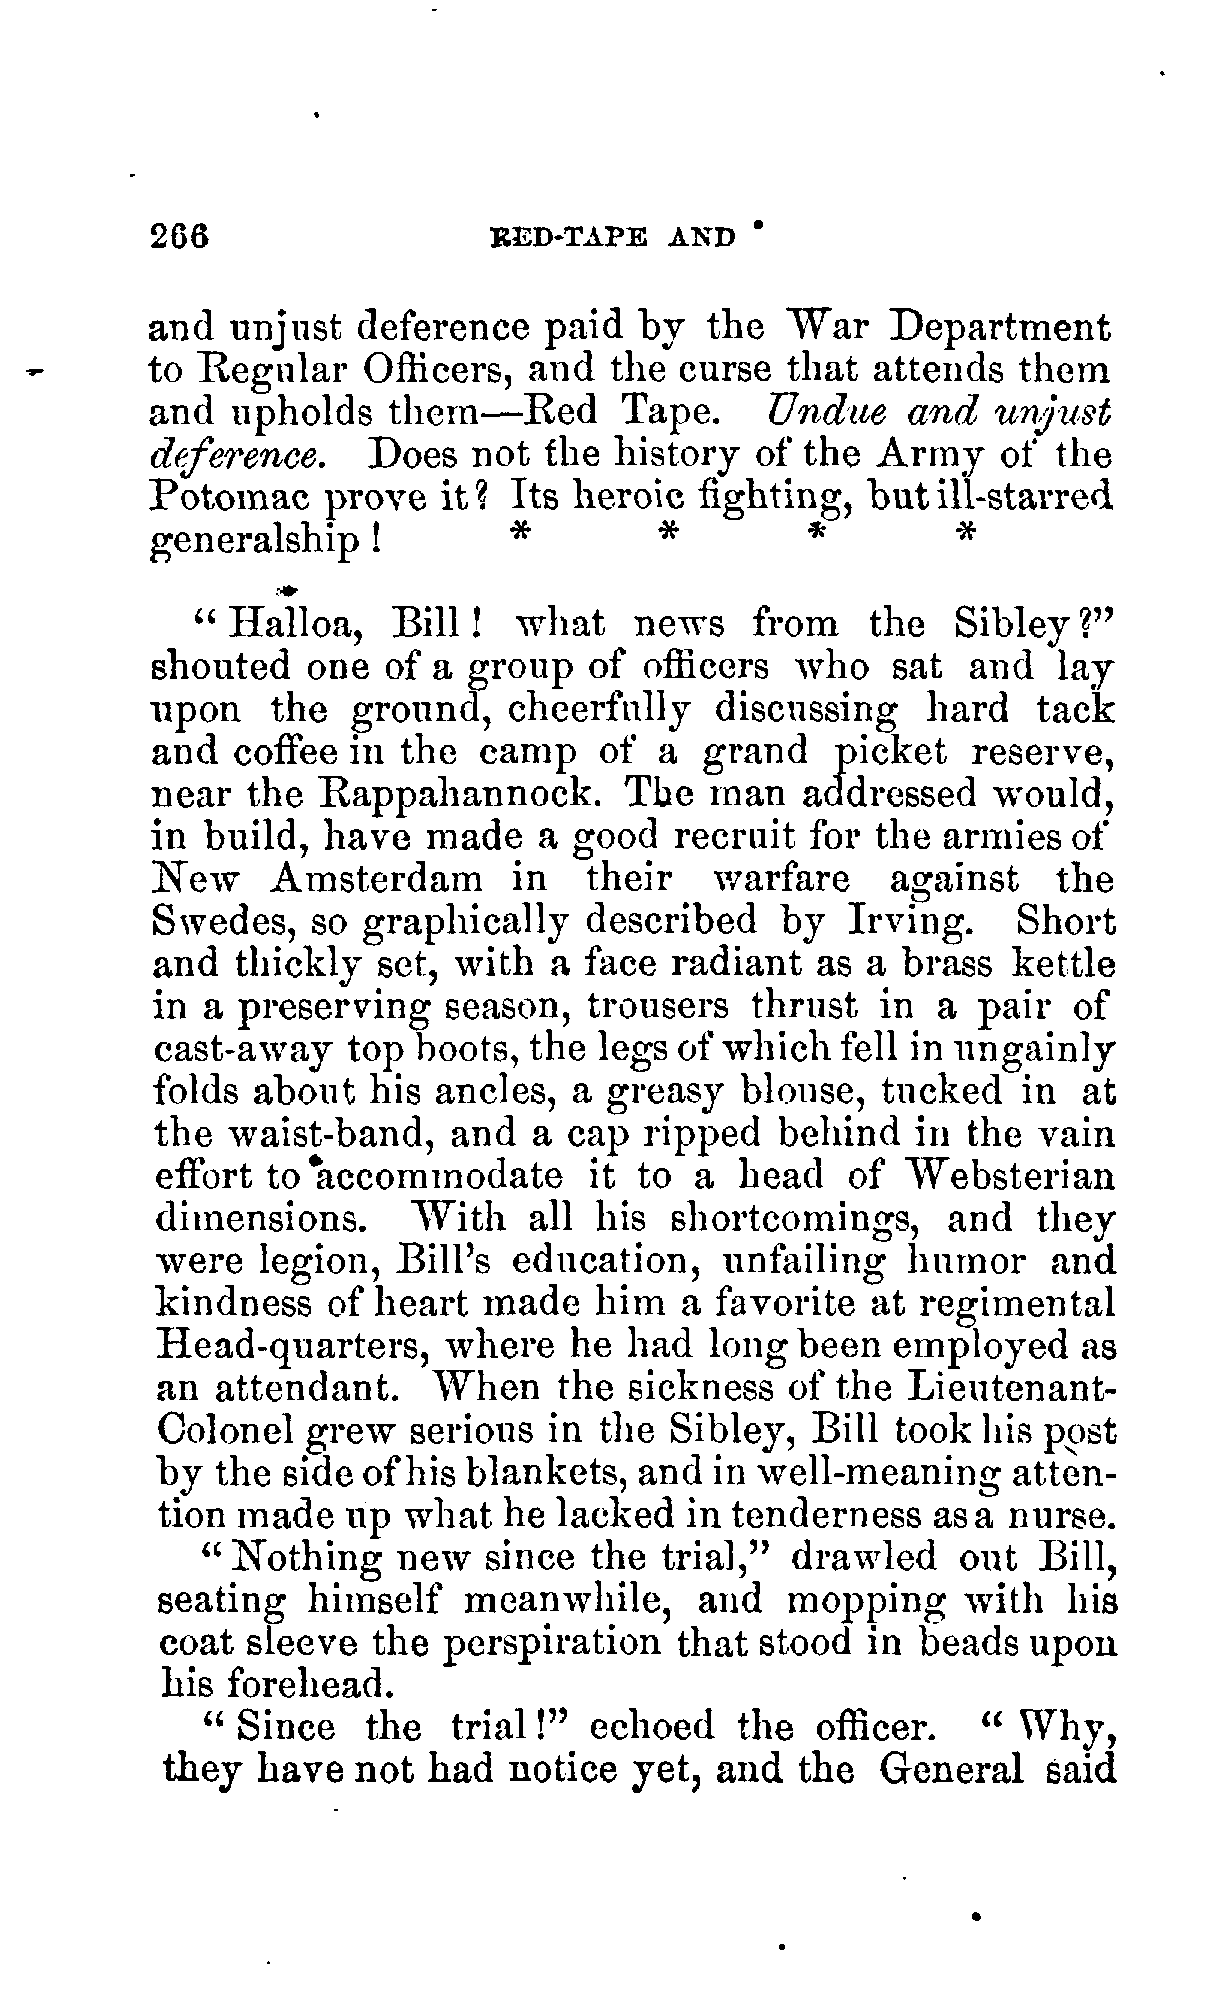 266 RED-TAPE AND
and unjust deference paid by the War Department
to Regular Officers, and the curse that attends them
and upholds them—Red Tape. Undue and unjust
deference. Does not the history of the Army of the
Potomac prove it? Its heroic fighting, but ill-starred
generalship ! * * * *
“ Halloa, Bill ! what news from the Sibley?”
shouted one of a group of officers who sat and lay
upon the ground, cheerfully discussing hard tack
and coffee in the camp of a grand picket reserve,
near the Rappahannock. The man addressed would,
in build, have made a good recruit for the armies of
New Amsterdam in their warfare against the
Swedes, so graphically described by Irving. Short
and thickly set, with a face radiant as a brass kettle
in a preserving season, trousers thrust in a pair of
cast-away top boots, the legs of which fell in ungainly
folds about his ancles, a greasy blouse, tucked in at
the waist-band, and a cap ripped behind in the vain
effort to accommodate it to a head of Websterian
dimensions. With all his shortcomings, and they
were legion, Bill’s education, unfailing humor and
kindness of heart made him a favorite at regimental
Head-quarters, where he had long been employed as
an attendant. When the sickness of the Lieutenant-
Colonel grew serious in the Sibley, Bill took his post
by the side of his blankets, and in well-meaning atten-
tion made up what he lacked in tenderness as a nurse.
“ Nothing new since the trial,” drawled out Bill,
seating himself meanwhile, and mopping with his
coat sleeve the perspiration that stood in beads upon
his forehead.
“ Since the trial !” echoed the officer. “ Why,
they have not had notice yet, and the General said